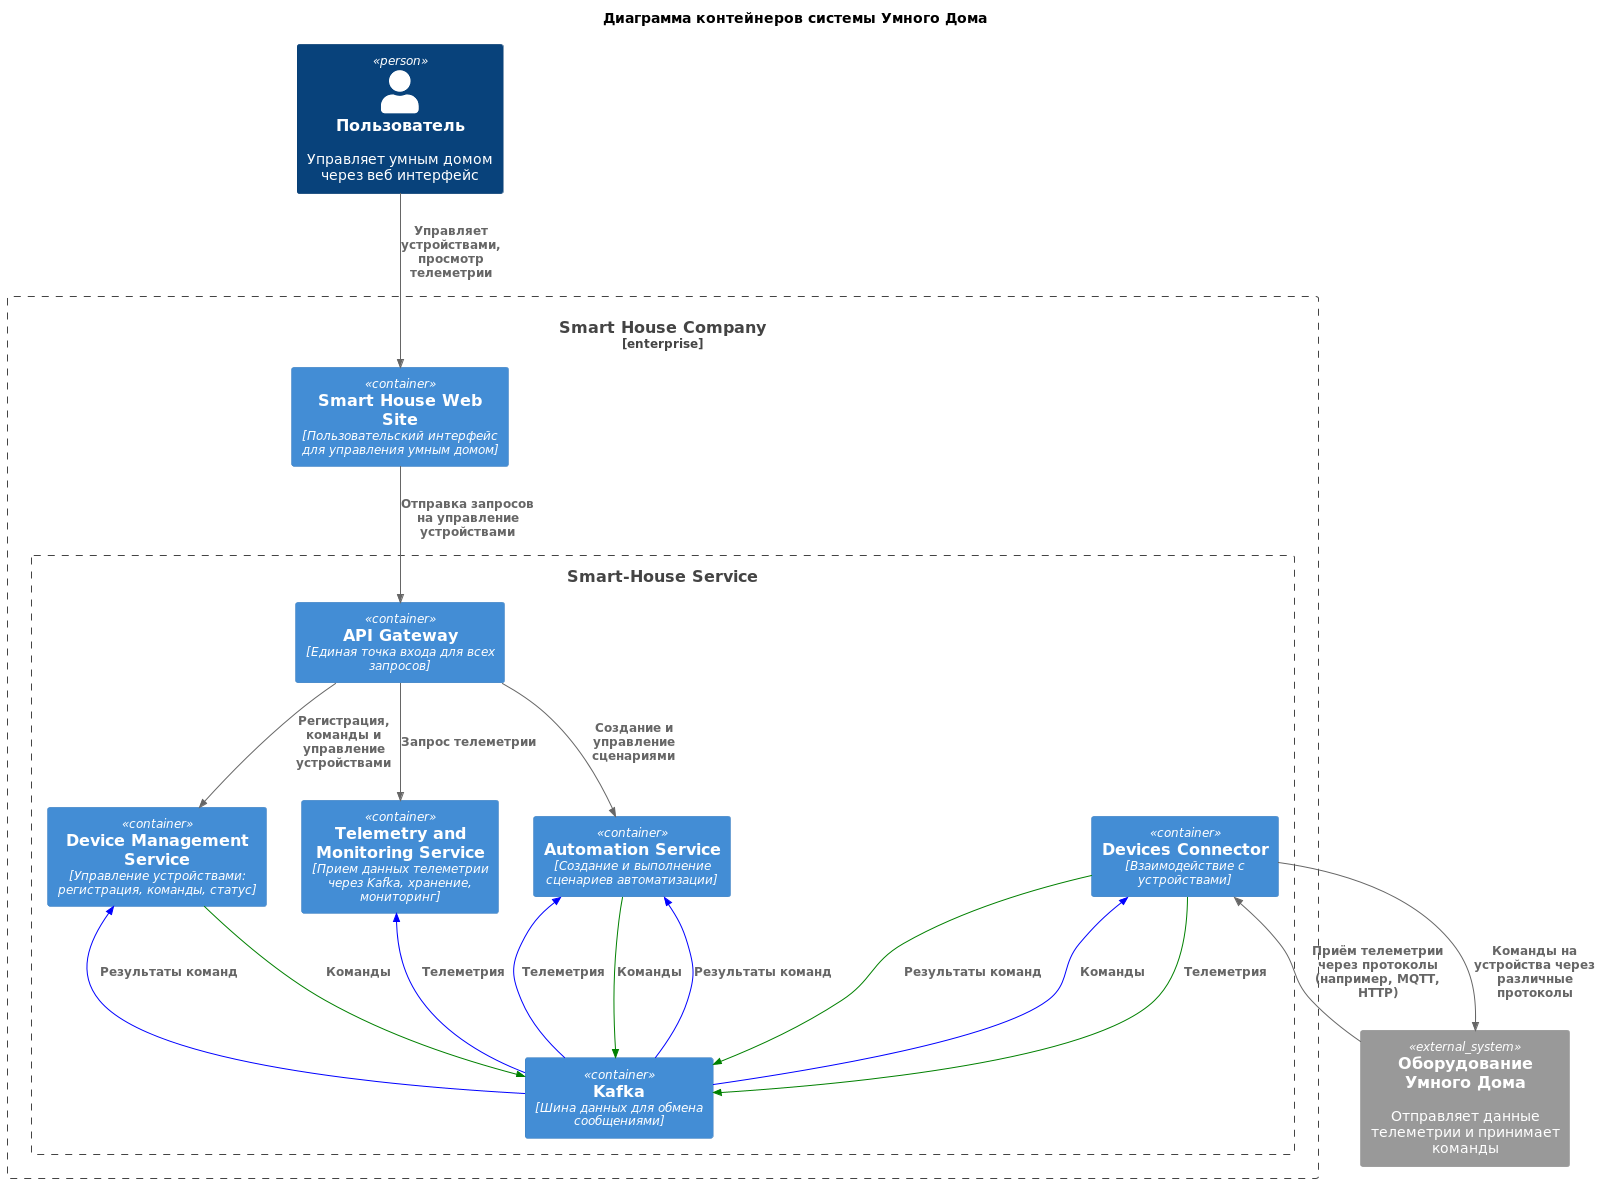 Диаграмма контейнеров системы Умного Дома
«person»
Пользователь
Управляет умным домом
через веб интерфейс
Управляет
устройствами,
просмотр
телеметрии
Smart House Company
[enterprise]
«container»
Smart House Web
Site
[Пользовательский интерфейс
для управления умным домом]
Отправка запросов
на управление
устройствами
Smart-House Service
«container»
API Gateway
[Единая точка входа для всех
запросов]
Регистрация,
команды и
управление
устройствами
Запрос телеметрии
Создание и
управление
сценариями
«container»
Device Management
Service
[Управление устройствами:
регистрация, команды, статус]
«container»
Telemetry and
Monitoring Service
[Прием данных телеметрии
через Kafka, хранение,
мониторинг]
«container»
Automation Service
[Создание и выполнение
сценариев автоматизации]
«container»
Devices Connector
[Взаимодействие с
устройствами]
Результаты команд
Команды
Телеметрия
Телеметрия
Команды
Результаты команд
Результаты команд
Команды
Телеметрия
Приём телеметрии
через протоколы
(например, MQTT,
HTTP)
Команды на
устройства через
различные
протоколы
«container»
Kafka
[Шина данных для обмена
сообщениями]
«external_system»
Оборудование
Умного Дома
Отправляет данные
телеметрии и принимает
команды